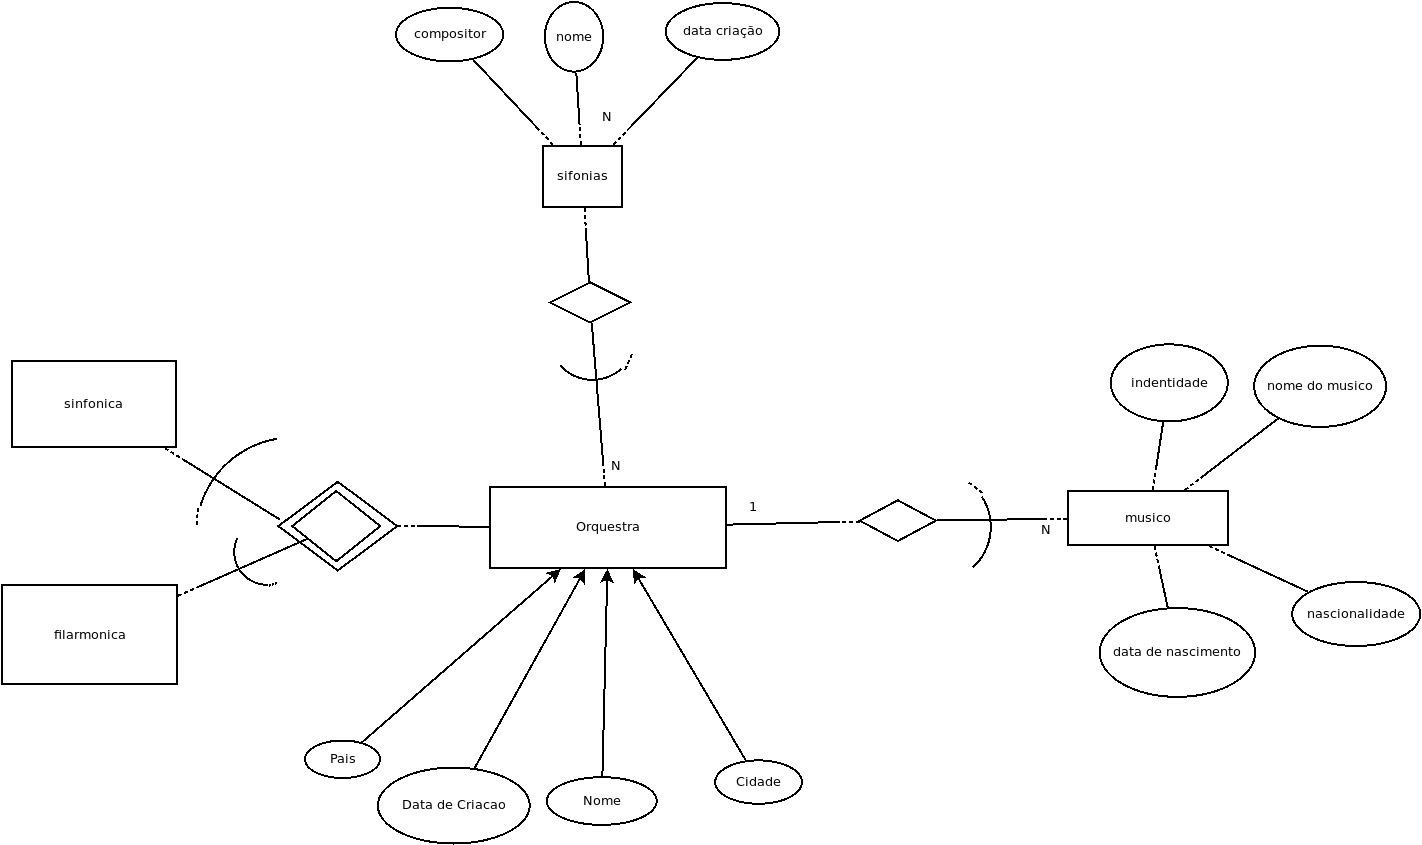 compositor
nome
data criação
N
sifonias
sinfonica
indentidade
nome do musico
N
Orquestra
1
N
musico
filarmonica
nascionalidade
data de nascimento
Pais
Data de Criacao
Nome
Cidade